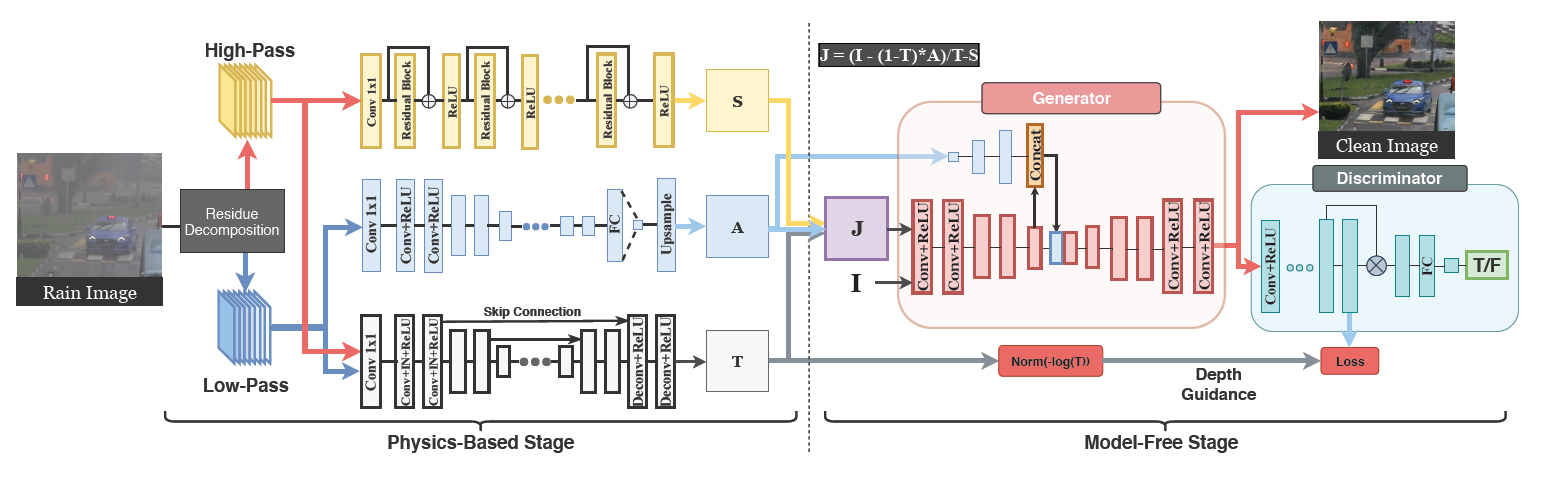 High-Pass
Rain Image
Residue
Decomposition
Low-Pass
Conv 1x1
Residual Block
ReLU
Residual Block
ReLU
Residual Block
ReLU
S
Conv 1x1
Conv+ReLU
Conv+ReLU
FC
Upsample
A
Skip Connection
Conv 1x1
Conv+IN+ReLU
Conv+IN+ReLU
Deconv+ReLU
Deconv+ReLU
T
Physics-Based Stage
J = (I - (1-T)*A)/T-S
Generator
Concat
J
I
Conv+ReLU
Conv+ReLU
Conv+ReLU
Conv+ReLU
Clean Image
Discriminator
Conv+ReLU
FC
T/F
Norm(-log(T))
Depth
Guidance
Loss
Model-Free Stage